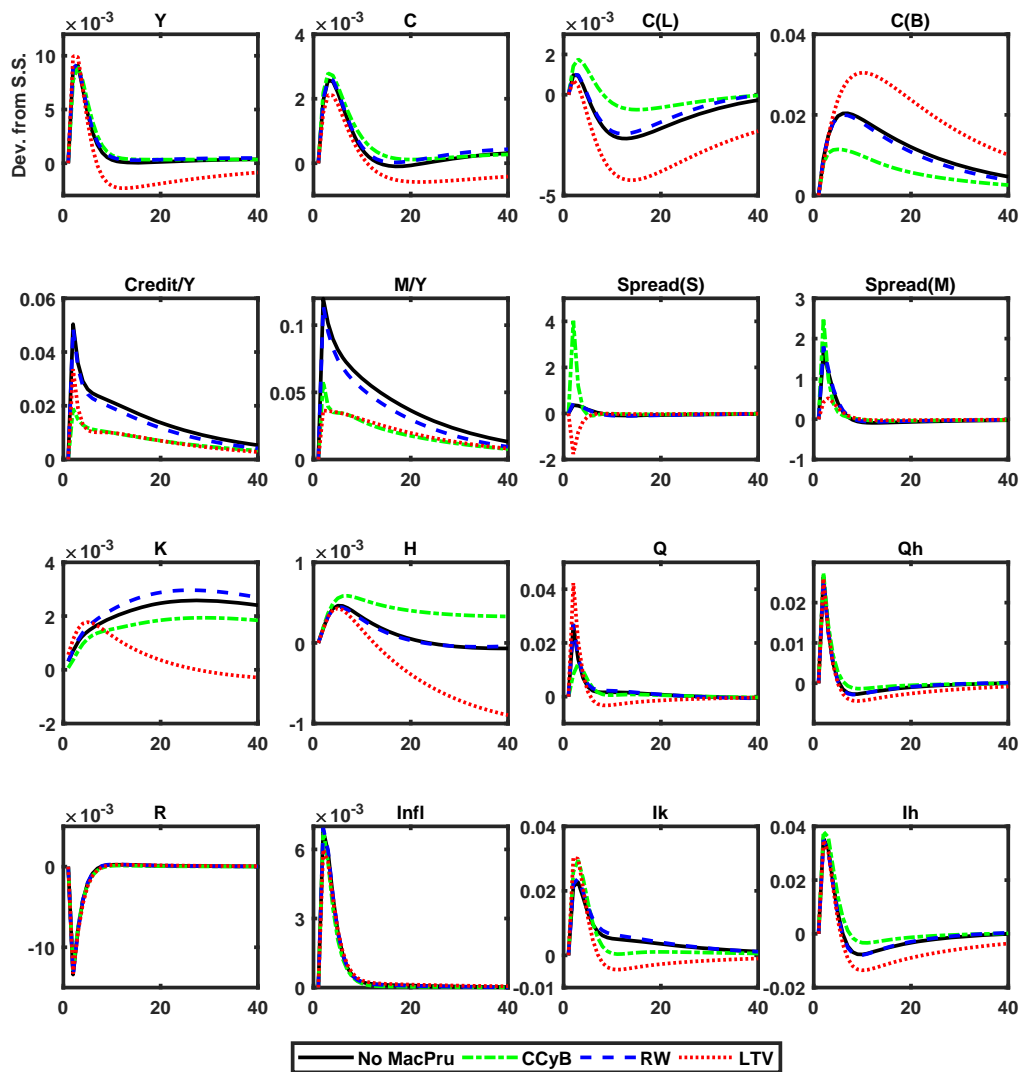 ×10⁻³ Y C ×10⁻³ C(L) C(B)
Dev. from S.S.
10 5 0
0 20 40
×10⁻³
4 2 0 -2
-4
0 20 40
2 0 -5
0 20 40
0.04 0.02 0
0 20 40
Credit/Y M/Y Spread(S) Spread(M)
0.06 0.04 0.02 0
0 20 40
0.1 0.05 0
0 20 40
4 2 0 -2
0 20 40
3 2 1 0 -1
0 20 40
×10⁻³ K ×10⁻³ H Q Qh
4 2 0 -2
0 20 40
1 0 -1
0 20 40
0.04 0.02 0
0 20 40
0.03 0.02 0.01 0
0 20 40
×10⁻³ R ×10⁻³ Infl Ik Ih
0 -10
0 20 40
6 3 0
0 20 40
0.04 0.02 0 -0.01
0 20 40
0.04 0.02 0 -0.02
0 20 40
No MacPru CCyB RW LTV